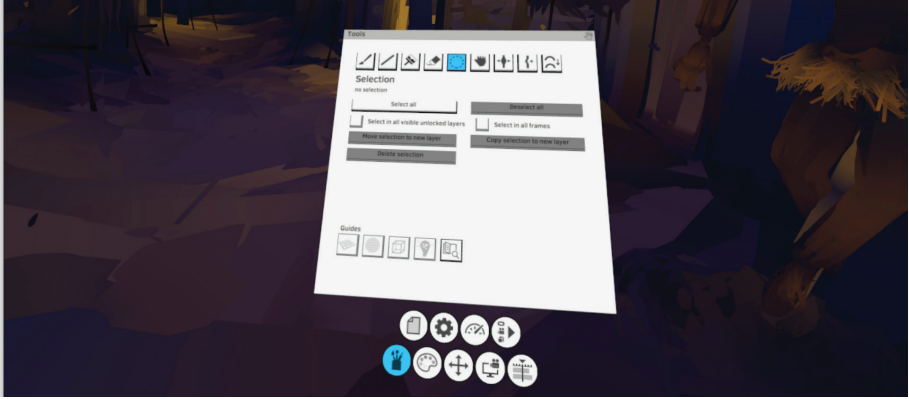 Tools
Selection
no selection
Select all
Deselect all
Select in all visible unlocked layers
Select in all frames
Move selection to new layer
Copy selection to new layer
Delete selection
Guides